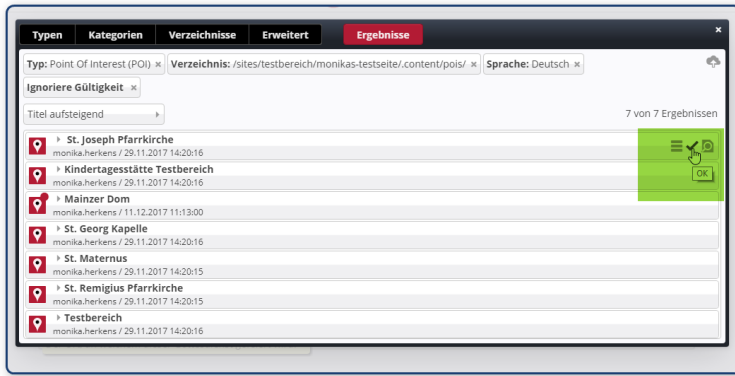 Typen Kategorien Verzeichnisse Erweitert Ergebnisse ×
Typ: Point Of Interest (POI) × Verzeichnis: /sites/testbereich/monikas-testseite/.content/pois/ × Sprache: Deutsch ×
Ignoriere Gültigkeit ×
Titel aufsteigend 7 von 7 Ergebnissen
St. Joseph Pfarrkirche
monika.herkens / 29.11.2017 14:20:16
Kindertagesstätte Testbereich OK
monika.herkens / 29.11.2017 14:20:16
Mainzer Dom
monika.herkens / 11.12.2017 11:13:00
St. Georg Kapelle
monika.herkens / 29.11.2017 14:20:16
St. Maternus
monika.herkens / 29.11.2017 14:20:15
St. Remigius Pfarrkirche
monika.herkens / 29.11.2017 14:20:15
Testbereich
monika.herkens / 29.11.2017 14:20:16